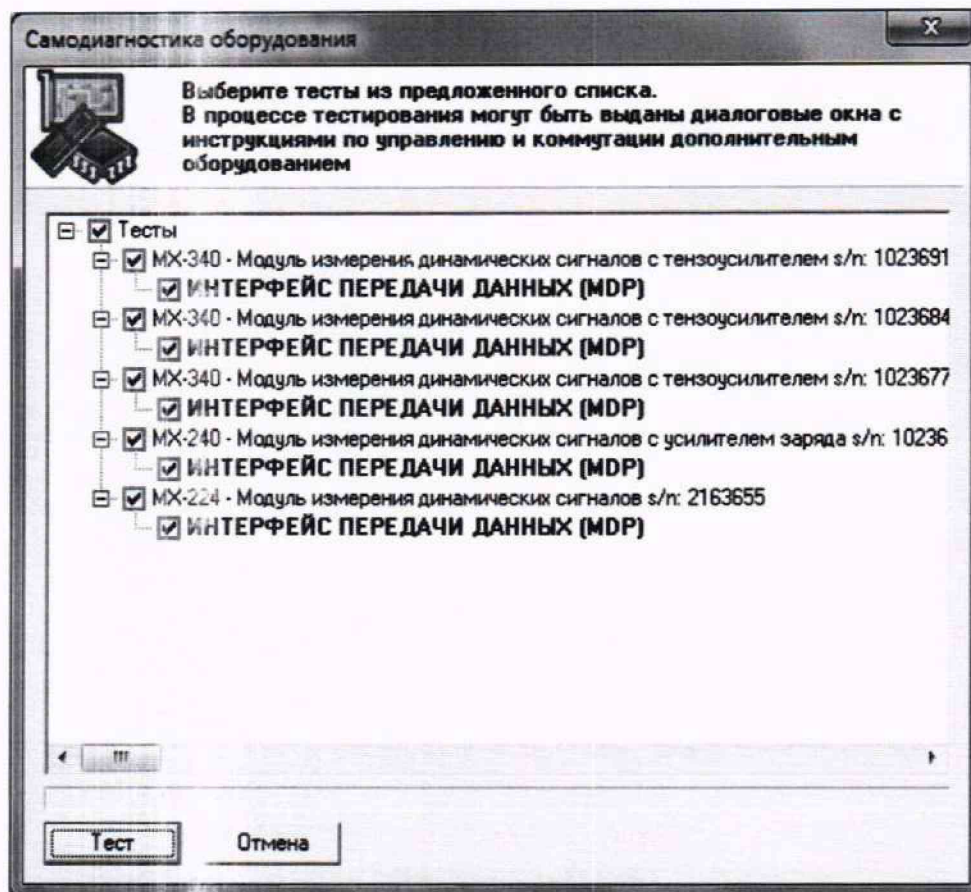 Самодиагностика оборудования
Выберите тесты из предложенного списка.
В процессе тестирования могут быть выданы диалоговые окна с
инструкциями по управлению и коммутации дополнительным
оборудованием
Тесты
MX-340 - Модуль измерения динамических сигналов с тензоусилителем s/n: 1023691
ИНТЕРФЕЙС ПЕРЕДАЧИ ДАННЫХ (MDP)
MX-340 - Модуль измерения динамических сигналов с тензоусилителем s/n: 1023684
ИНТЕРФЕЙС ПЕРЕДАЧИ ДАННЫХ (MDP)
MX-340 - Модуль измерения динамических сигналов с тензоусилителем s/n: 1023677
ИНТЕРФЕЙС ПЕРЕДАЧИ ДАННЫХ (MDP)
MX-240 - Модуль измерения динамических сигналов с усилителем заряда s/n: 10236
ИНТЕРФЕЙС ПЕРЕДАЧИ ДАННЫХ (MDP)
MX-224 - Модуль измерения динамических сигналов s/n: 2163655
ИНТЕРФЕЙС ПЕРЕДАЧИ ДАННЫХ (MDP)
Тест Отмена